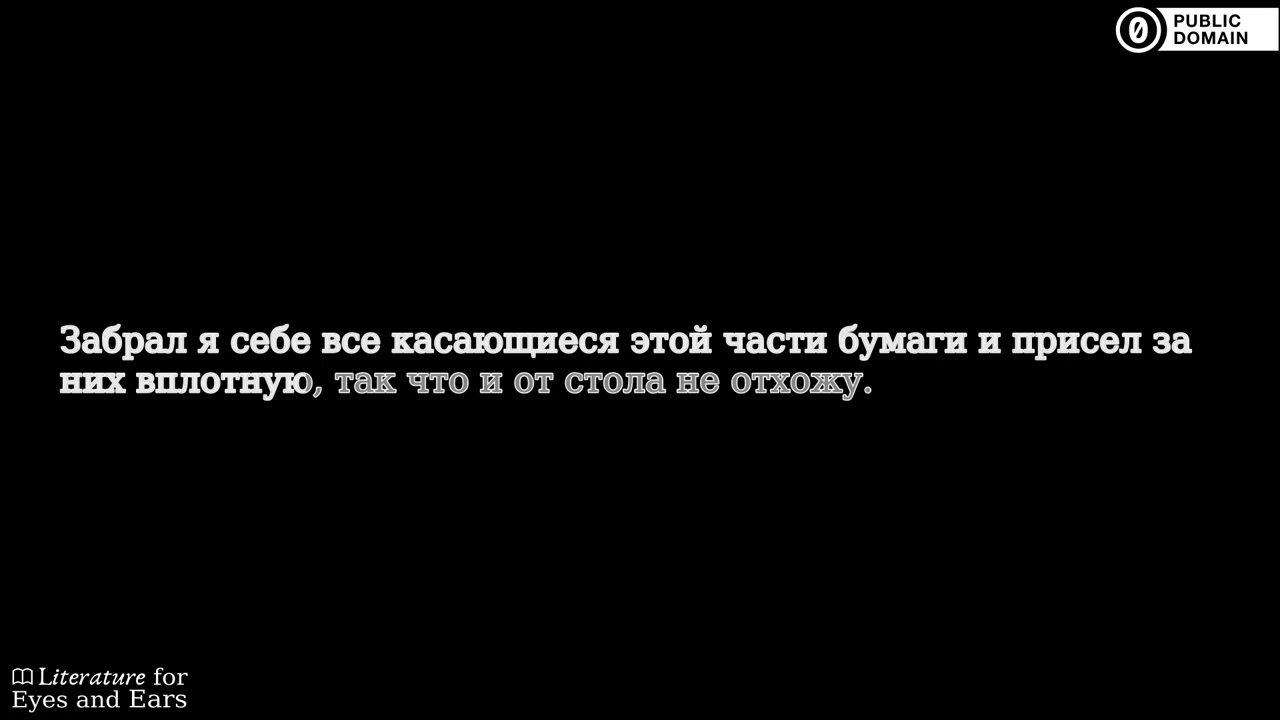 PUBLIC
DOMAIN
Забрал я себе все касающиеся этой части бумаги и присел за
них вплотную, так что и от стола не отхожу.
Literature for
Eyes and Ears